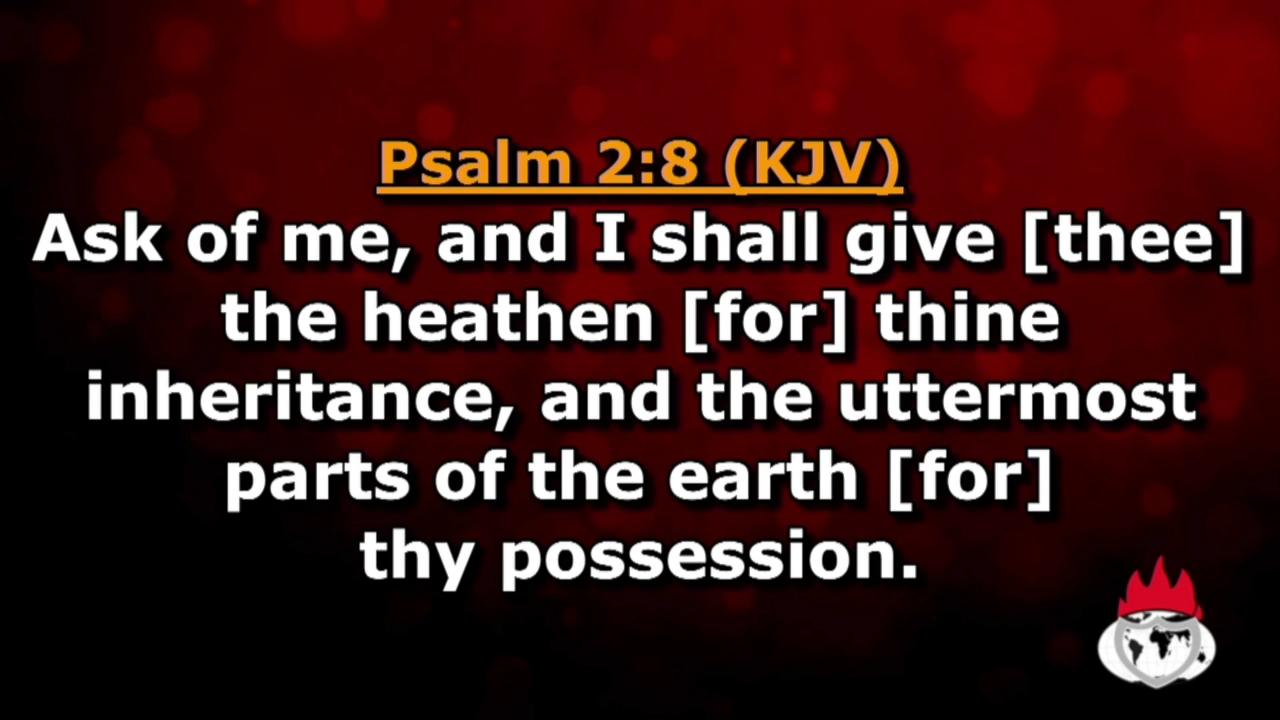 Psalm 2:8 (KJV)
Ask of me, and I shall give [thee]
the heathen [for] thine
inheritance, and the uttermost
parts of the earth [for]
thy possession.